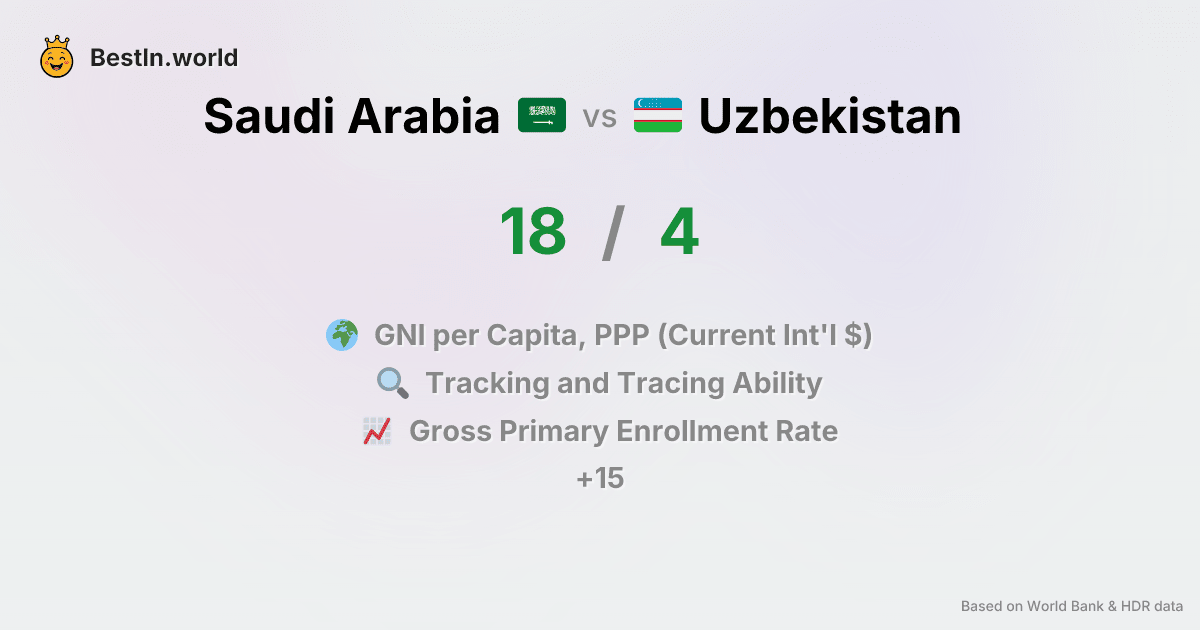 BestIn.world
Saudi Arabia vs Uzbekistan
18 / 4
GNI per Capita, PPP (Current Int'l $)
Tracking and Tracing Ability
Gross Primary Enrollment Rate
+15
Based on World Bank & HDR data